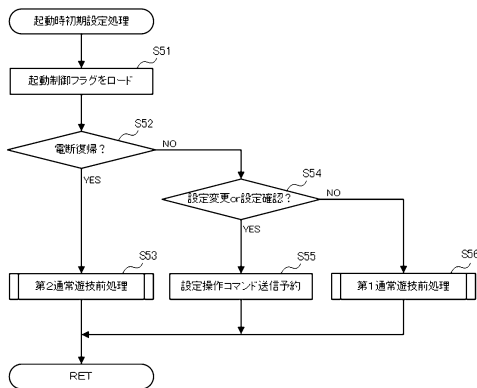 起動時初期設定処理
S51
起動制御フラグをロード
S52
電断復帰?
NO
YES
S54
設定変更or設定確認?
NO
YES
S53
第2通常遊技前処理
S55
設定操作コマンド送信予約
S56
第1通常遊技前処理
RET